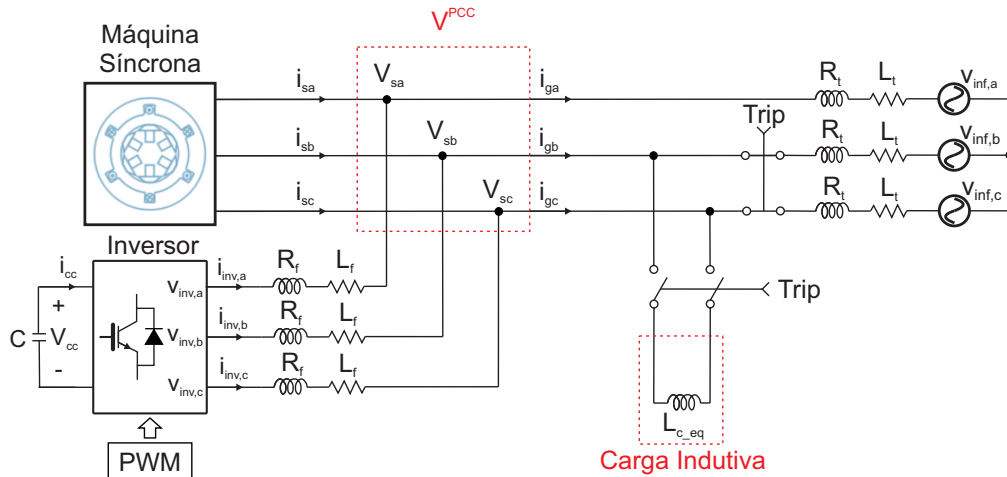 Máquina
Síncrona
V^PCC
i_sa
V_sa
i_ga
R_t
L_t
v_inf,a
Trip
i_sb
V_sb
i_gb
R_t
L_t
v_inf,b
i_sc
V_sc
i_gc
R_t
L_t
v_inf,c
Inversor
i_cc
+
C
V_cc
-
v_inv,a
i_inv,a
R_f
L_f
v_inv,b
i_inv,b
R_f
L_f
v_inv,c
i_inv,c
R_f
L_f
Trip
L_c_eq
Carga Indutiva
PWM